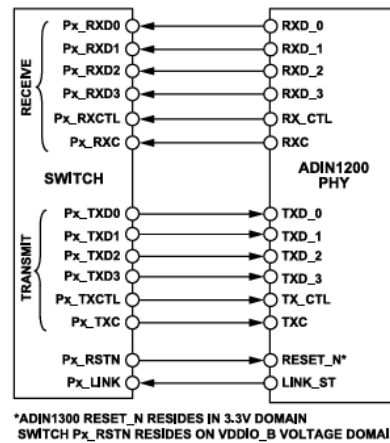 Px_RXD0 RXD_0
Px_RXD1 RXD_1
Px_RXD2 RXD_2
Px_RXD3 RXD_3
Px_RXCTL RX_CTL
Px_RXC RXC
RECEIVE
SWITCH
ADIN1200
PHY
Px_TXD0 TXD_0
Px_TXD1 TXD_1
Px_TXD2 TXD_2
Px_TXD3 TXD_3
Px_TXCTL TX_CTL
Px_TXC TXC
TRANSMIT
Px_RSTN RESET_N*
Px_LINK LINK_ST
*ADIN1300 RESET_N RESIDES IN 3.3V DOMAIN
SWITCH Px_RSTN RESIDES ON VDDIO_B VOLTAGE DOMAI